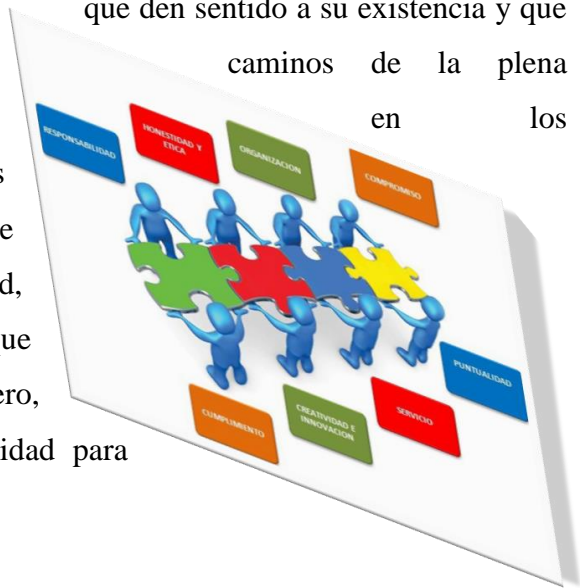 que den sentido a su existencia y que
caminos de la plena
en los
s
e
d,
ue
ero,
idad para
RESPONSABILIDAD
HONESTIDAD Y
ETICA
ORGANIZACION
COMPROMISO
CUMPLIMIENTO
CREATIVIDAD E
INNOVACION
SERVICIO
PUNTUALIDAD